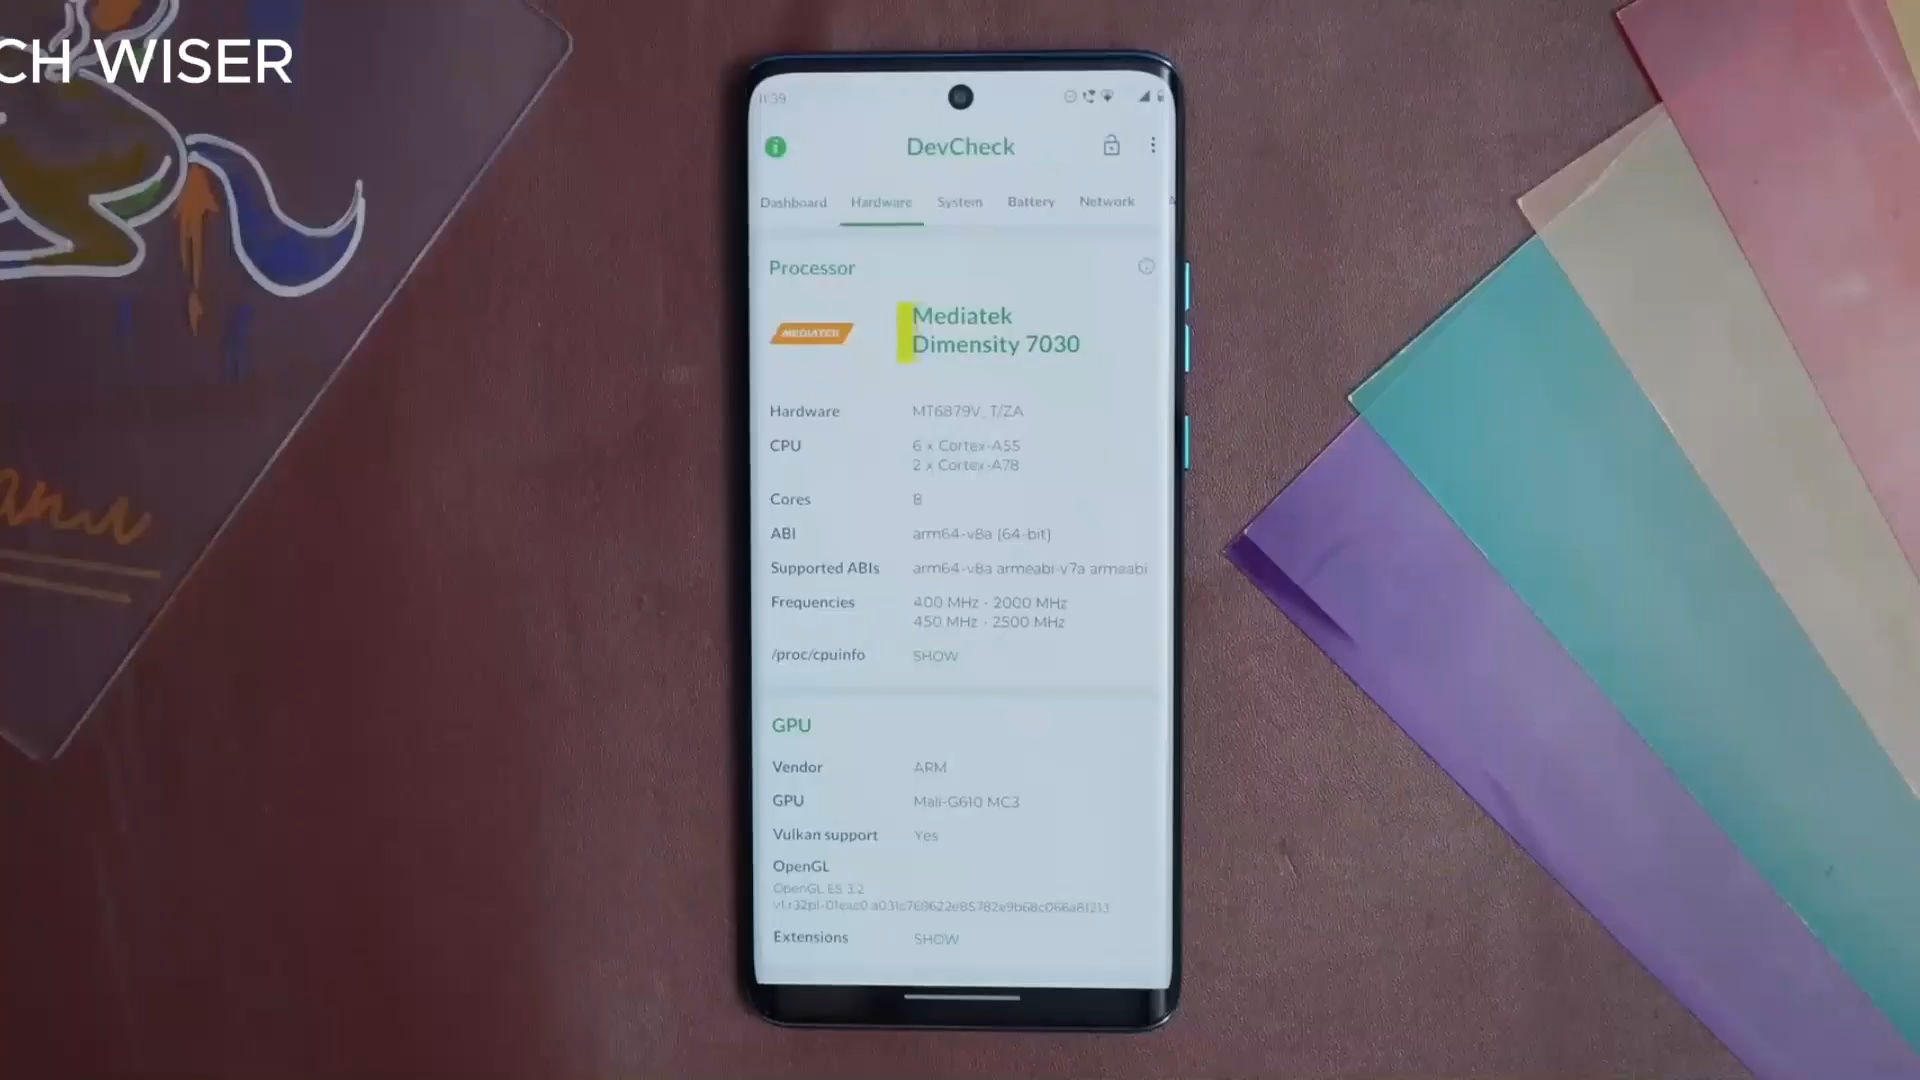 CH WISER
11:39
DevCheck
Dashboard Hardware System Battery Network
Processor
MEDIATEK
Mediatek
Dimensity 7030
Hardware MT6879V_T/ZA
CPU 6 x Cortex-A55
2 x Cortex-A78
Cores 8
ABI arm64-v8a [64-bit]
Supported ABIs arm64-v8a armeabi-v7a armeabi
Frequencies 400 MHz - 2000 MHz
450 MHz - 2500 MHz
/proc/cpuinfo SHOW
GPU
Vendor ARM
GPU Mali-G610 MC3
Vulkan support Yes
OpenGL
OpenGL ES 3.2
Extensions SHOW